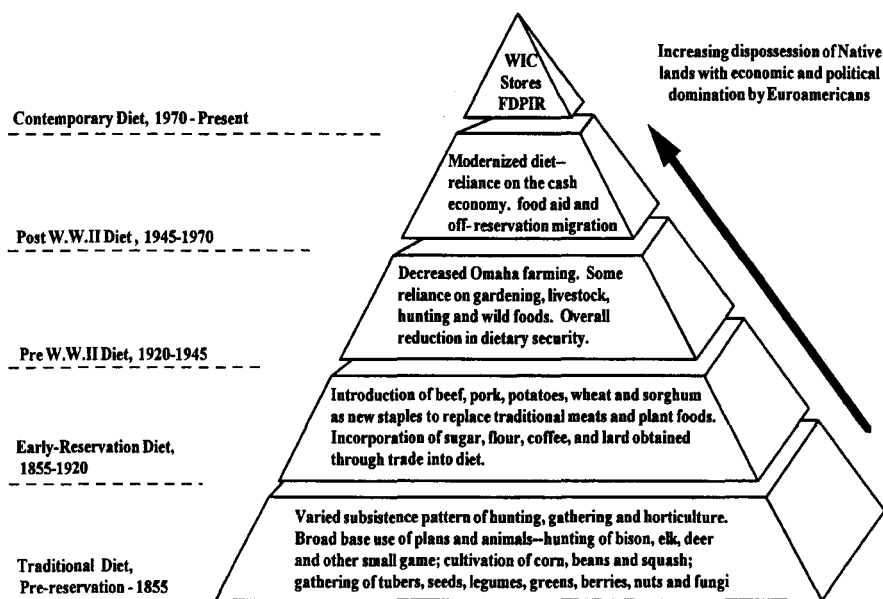 WIC
Stores
FDPIR
Increasing dispossession of Native
lands with economic and political
domination by Euroamericans
Contemporary Diet, 1970 - Present
Modernized diet--
reliance on the cash
economy. food aid and
off-reservation migration
Post W.W.II Diet, 1945-1970
Decreased Omaha farming. Some
reliance on gardening, livestock,
hunting and wild foods. Overall
reduction in dietary security.
Pre W.W.II Diet, 1920-1945
Introduction of beef, pork, potatoes, wheat and sorghum
as new staples to replace traditional meats and plant foods.
Incorporation of sugar, flour, coffee, and lard obtained
through trade into diet.
Early-Reservation Diet,
1855-1920
Varied subsistence pattern of hunting, gathering and horticulture.
Broad base use of plants and animals--hunting of bison, elk, deer
and other small game; cultivation of corn, beans and squash;
gathering of tubers, seeds, legumes, greens, berries, nuts and fungi
Traditional Diet,
Pre-reservation - 1855